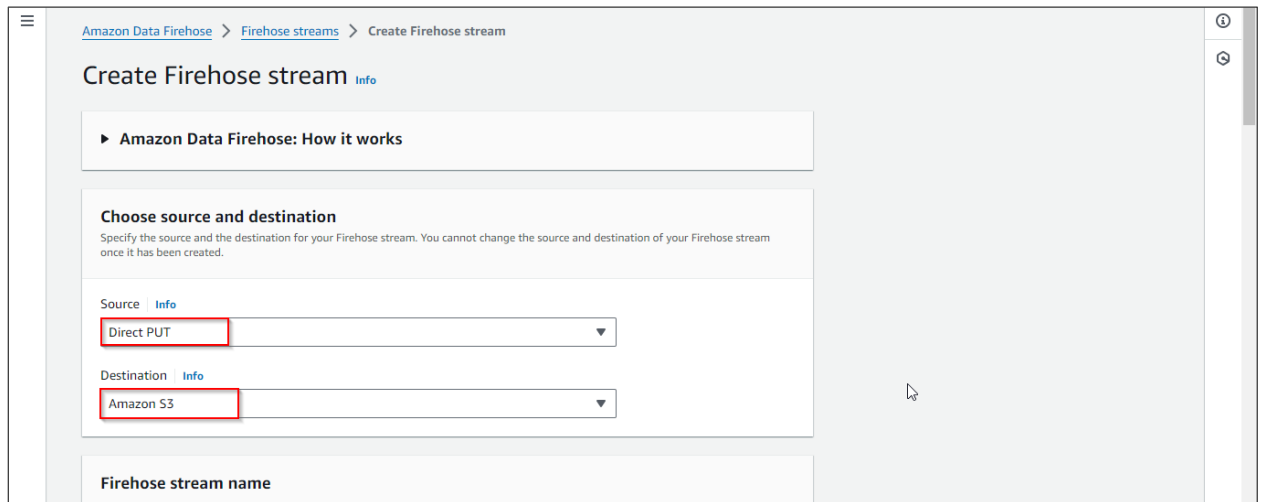 Amazon Data Firehose > Firehose streams > Create Firehose stream
Create Firehose stream Info
Amazon Data Firehose: How it works
Choose source and destination
Specify the source and the destination for your Firehose stream. You cannot change the source and destination of your Firehose stream
once it has been created.
Source Info
Direct PUT
Destination Info
Amazon S3
Firehose stream name